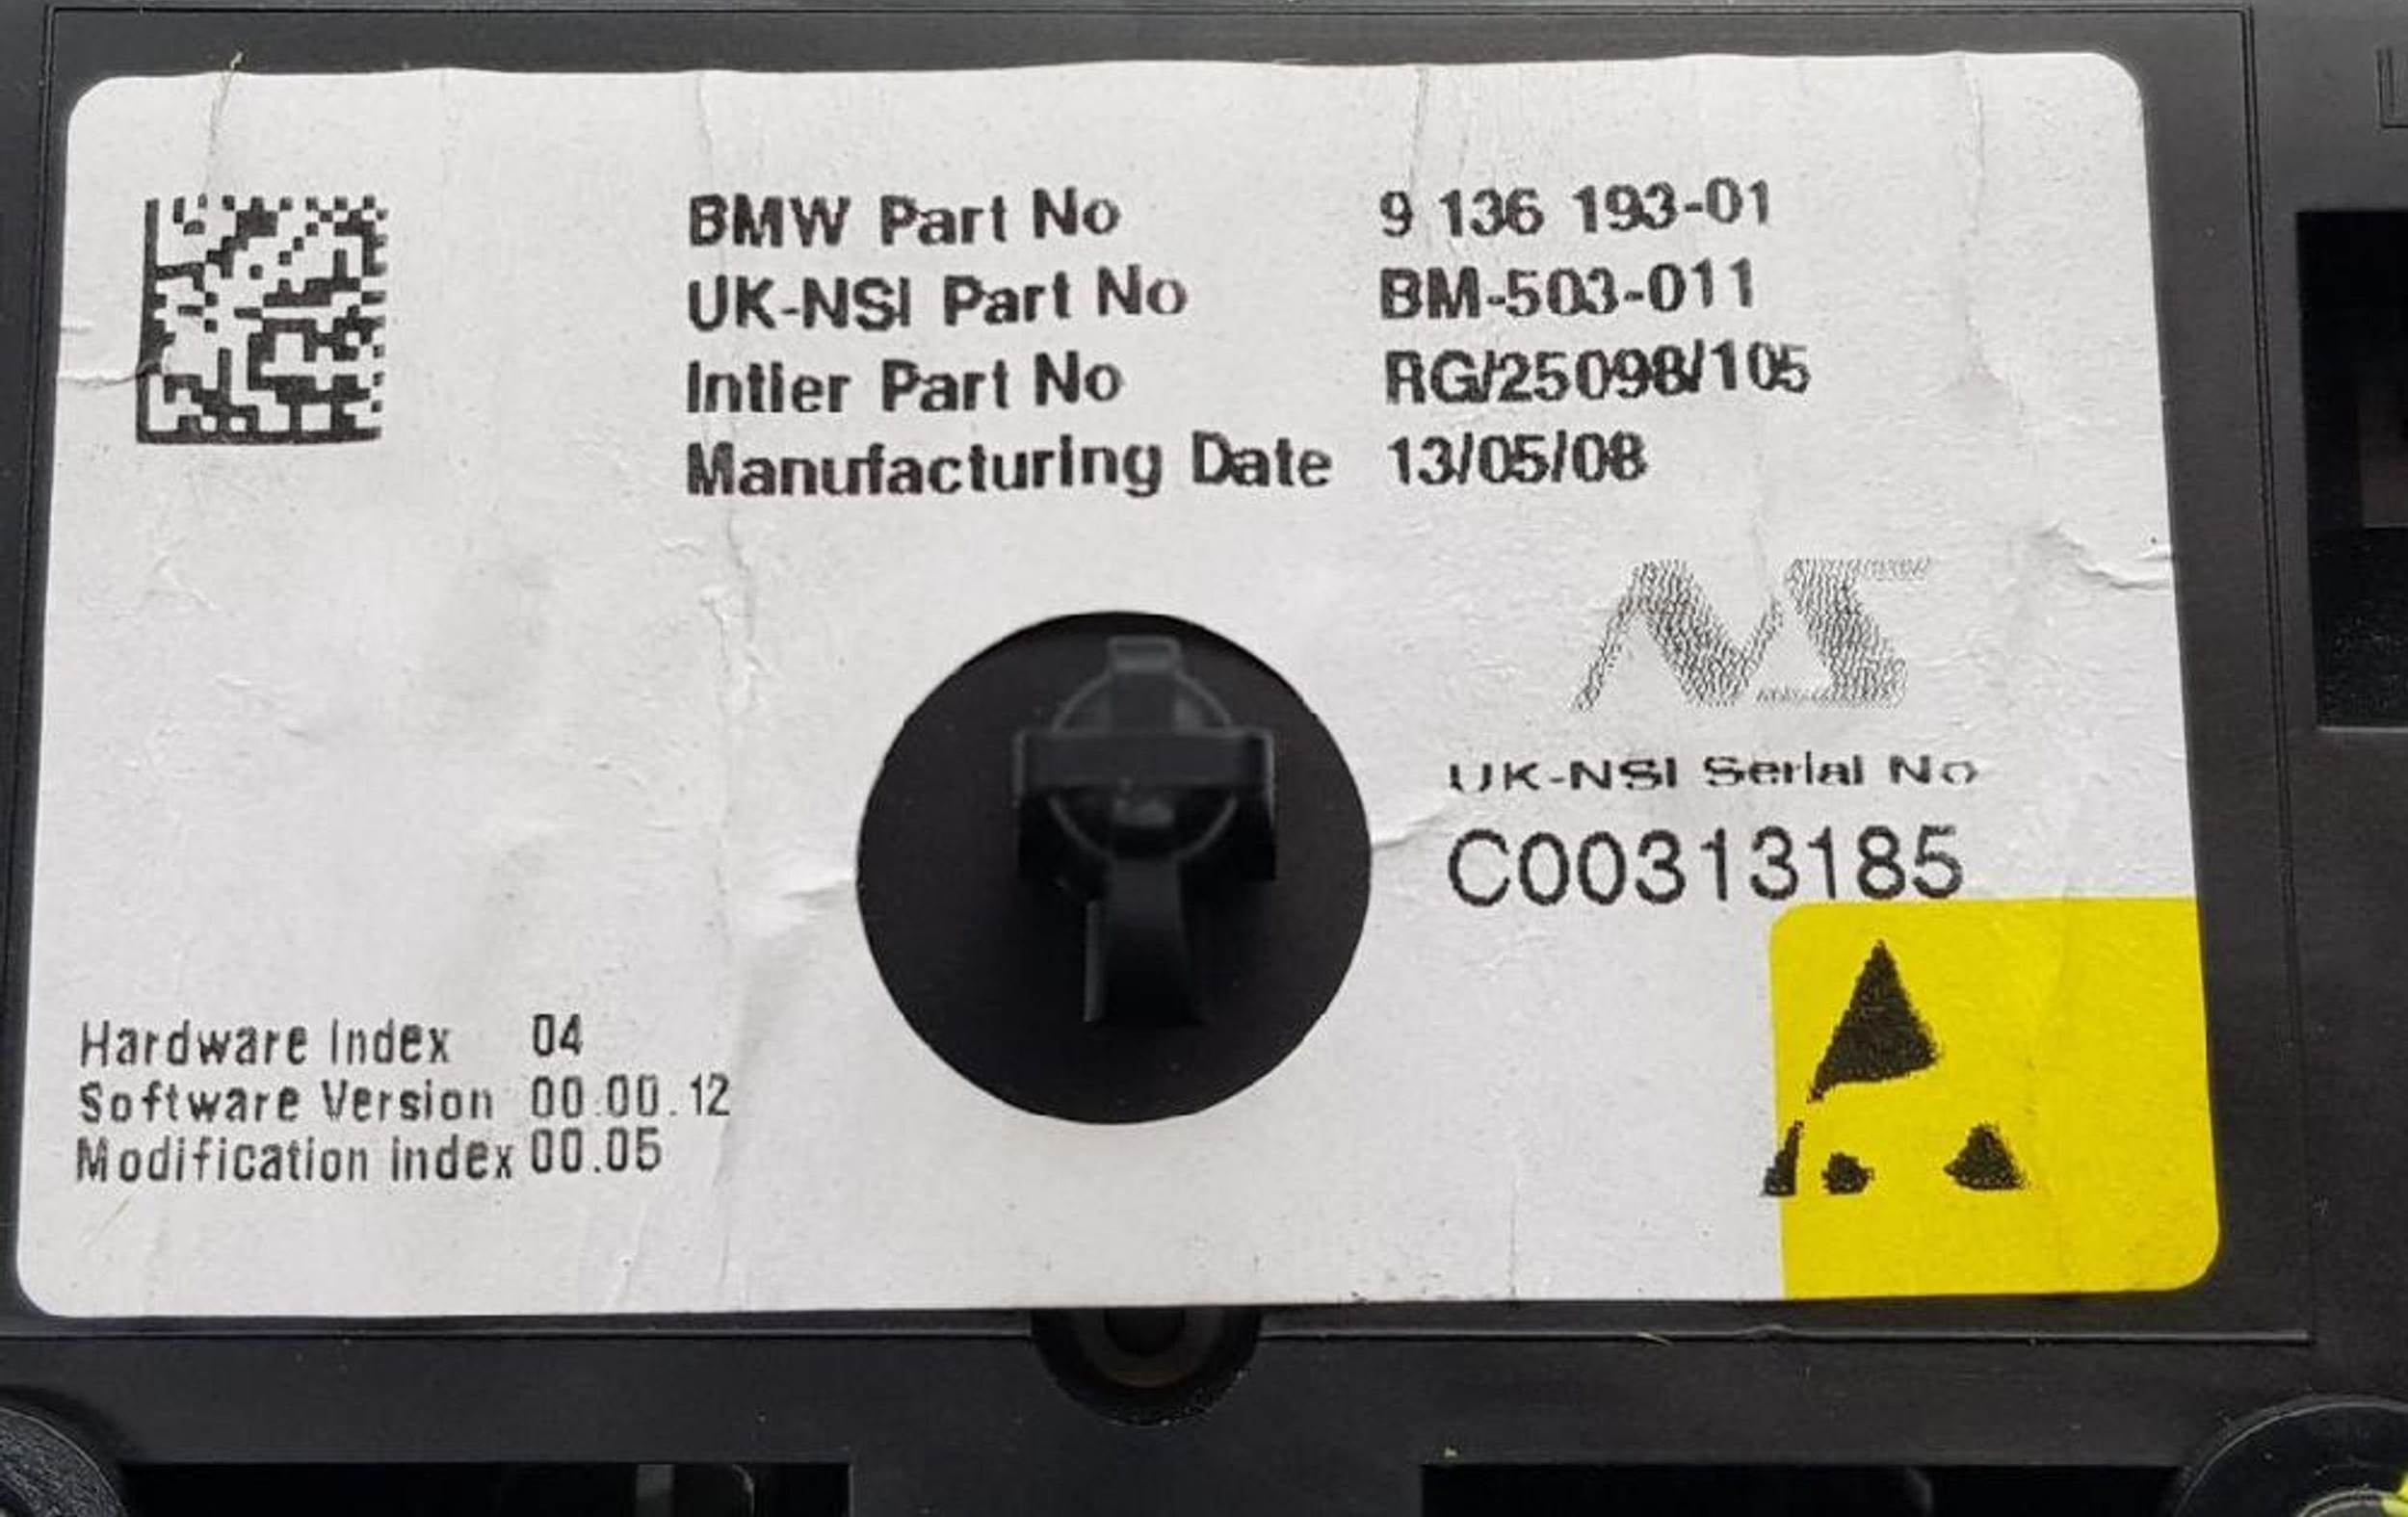 BMW Part No 9 136 193-01
UK-NSI Part No BM-503-011
Intier Part No RG/25098/105
Manufacturing Date 13/05/08
NS
UK-NSI Serial No
C00313185
Hardware Index 04
Software Version 00.00.12
Modification Index 00.05